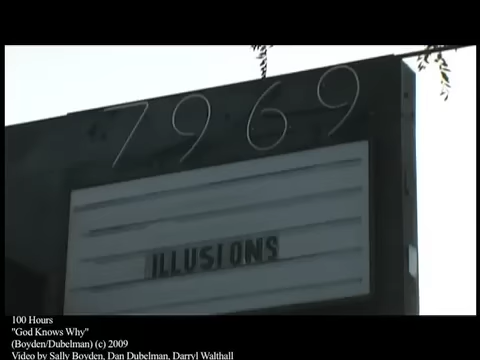 7969
ILLUSIONS
100 Hours
"God Knows Why"
(Boyden/Dubelman) (c) 2009
Video by Sally Boyden, Dan Dubelman, Darryl Walthall